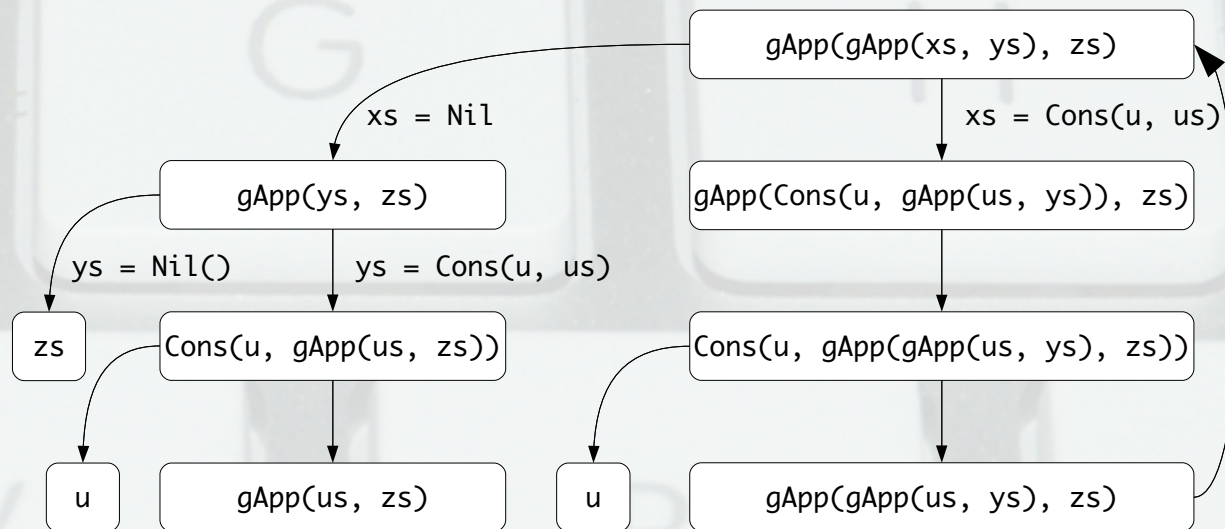 gApp(gApp(xs, ys), zs)
xs = Nil
xs = Cons(u, us)
gApp(ys, zs)
gApp(Cons(u, gApp(us, ys)), zs)
ys = Nil()
ys = Cons(u, us)
zs
Cons(u, gApp(us, zs))
Cons(u, gApp(gApp(us, ys), zs))
u
gApp(us, zs)
u
gApp(gApp(us, ys), zs)